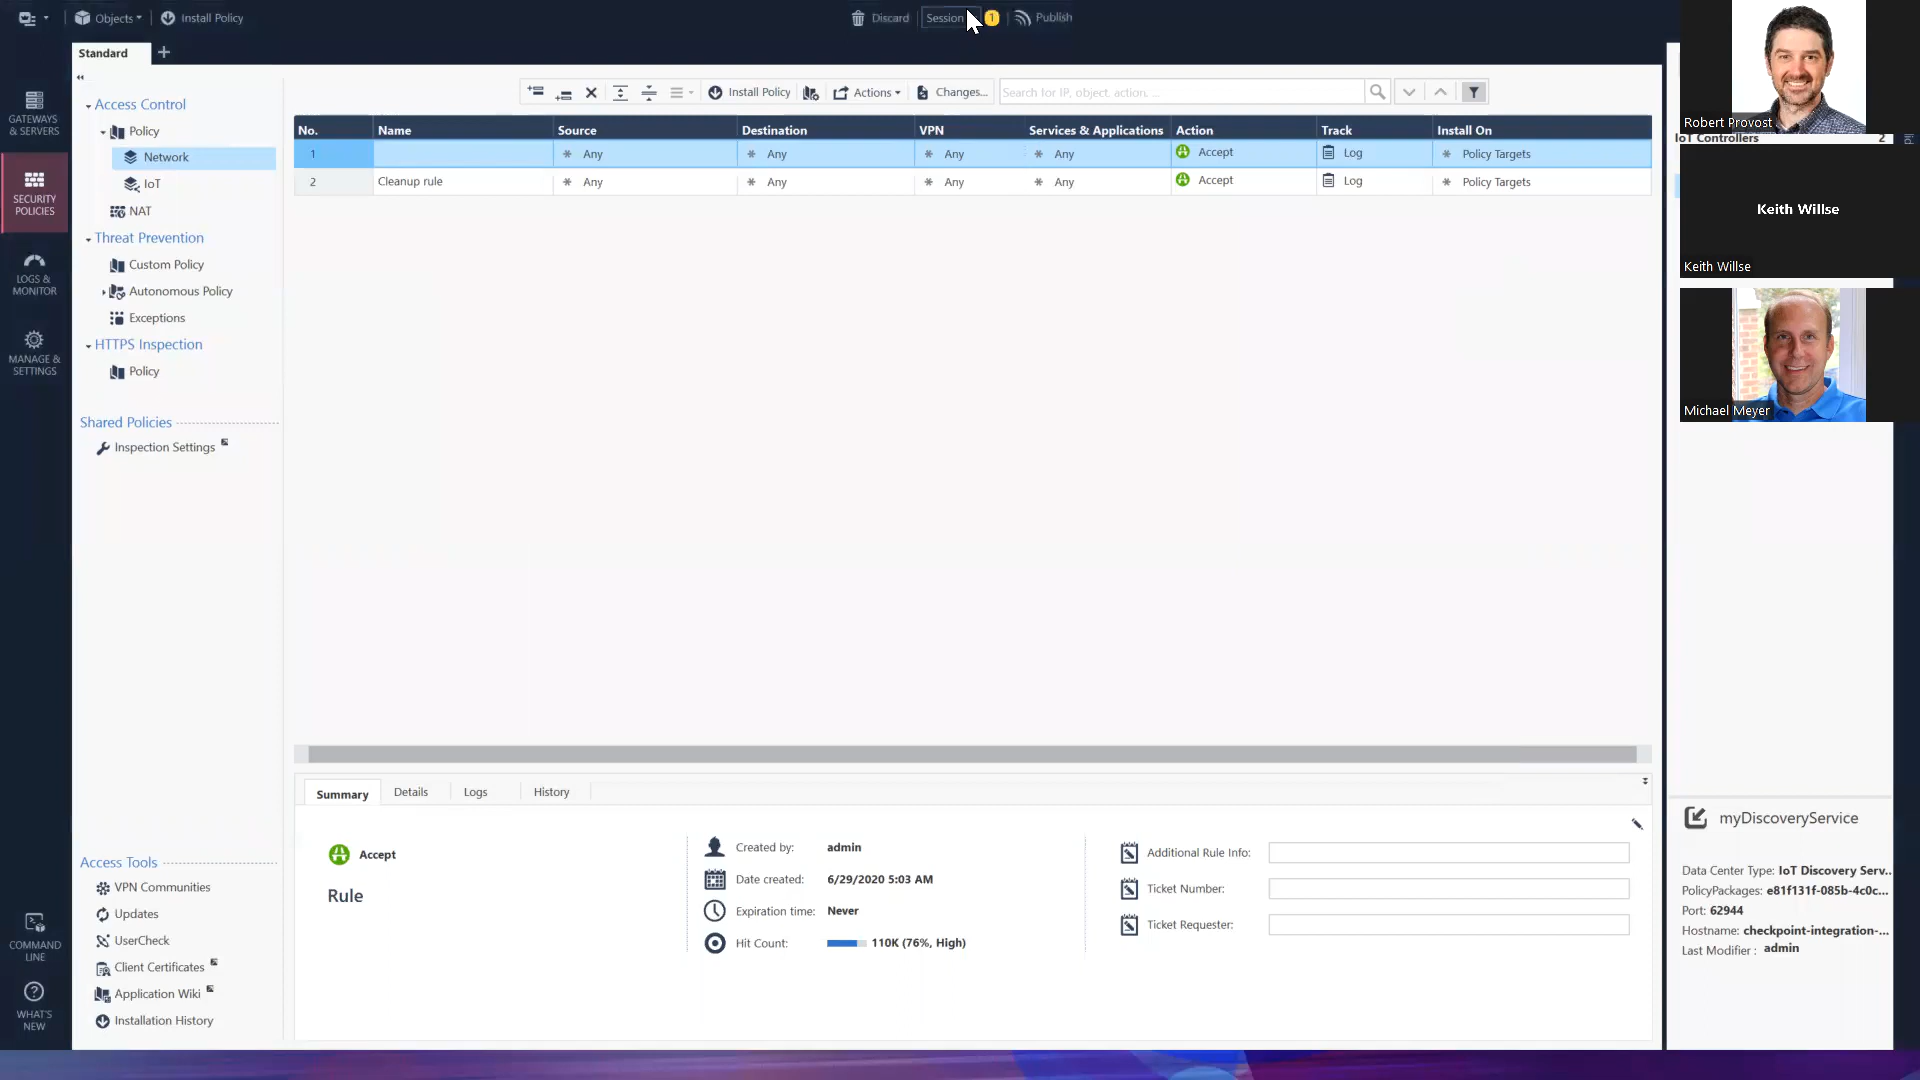 Objects
Install Policy
Discard
Session
1
Publish
Standard
GATEWAYS
& SERVERS
SECURITY
POLICIES
LOGS &
MONITOR
MANAGE &
SETTINGS
COMMAND
LINE
WHAT'S
NEW
Access Control
Policy
Network
IoT
NAT
Threat Prevention
Custom Policy
Autonomous Policy
Exceptions
HTTPS Inspection
Policy
Shared Policies
Inspection Settings
Access Tools
VPN Communities
Updates
UserCheck
Client Certificates
Application Wiki
Installation History
Install Policy
Actions
Changes...
Search for IP, object, action, ...
No. Name Source Destination VPN Services & Applications Action Track Install On
1 Any Any Any Any Accept Log Policy Targets
2 Cleanup rule Any Any Any Any Accept Log Policy Targets
Summary Details Logs History
Accept
Rule
Created by: admin
Date created: 6/29/2020 5:03 AM
Expiration time: Never
Hit Count: 110K (76%, High)
Additional Rule Info:
Ticket Number:
Ticket Requester:
Robert Provost
IoT Controllers 2
Keith Willse
Keith Willse
Michael Meyer
myDiscoveryService
Data Center Type: IoT Discovery Serv...
PolicyPackages: e81f131f-085b-4c0c...
Port: 62944
Hostname: checkpoint-integration-...
Last Modifier : admin